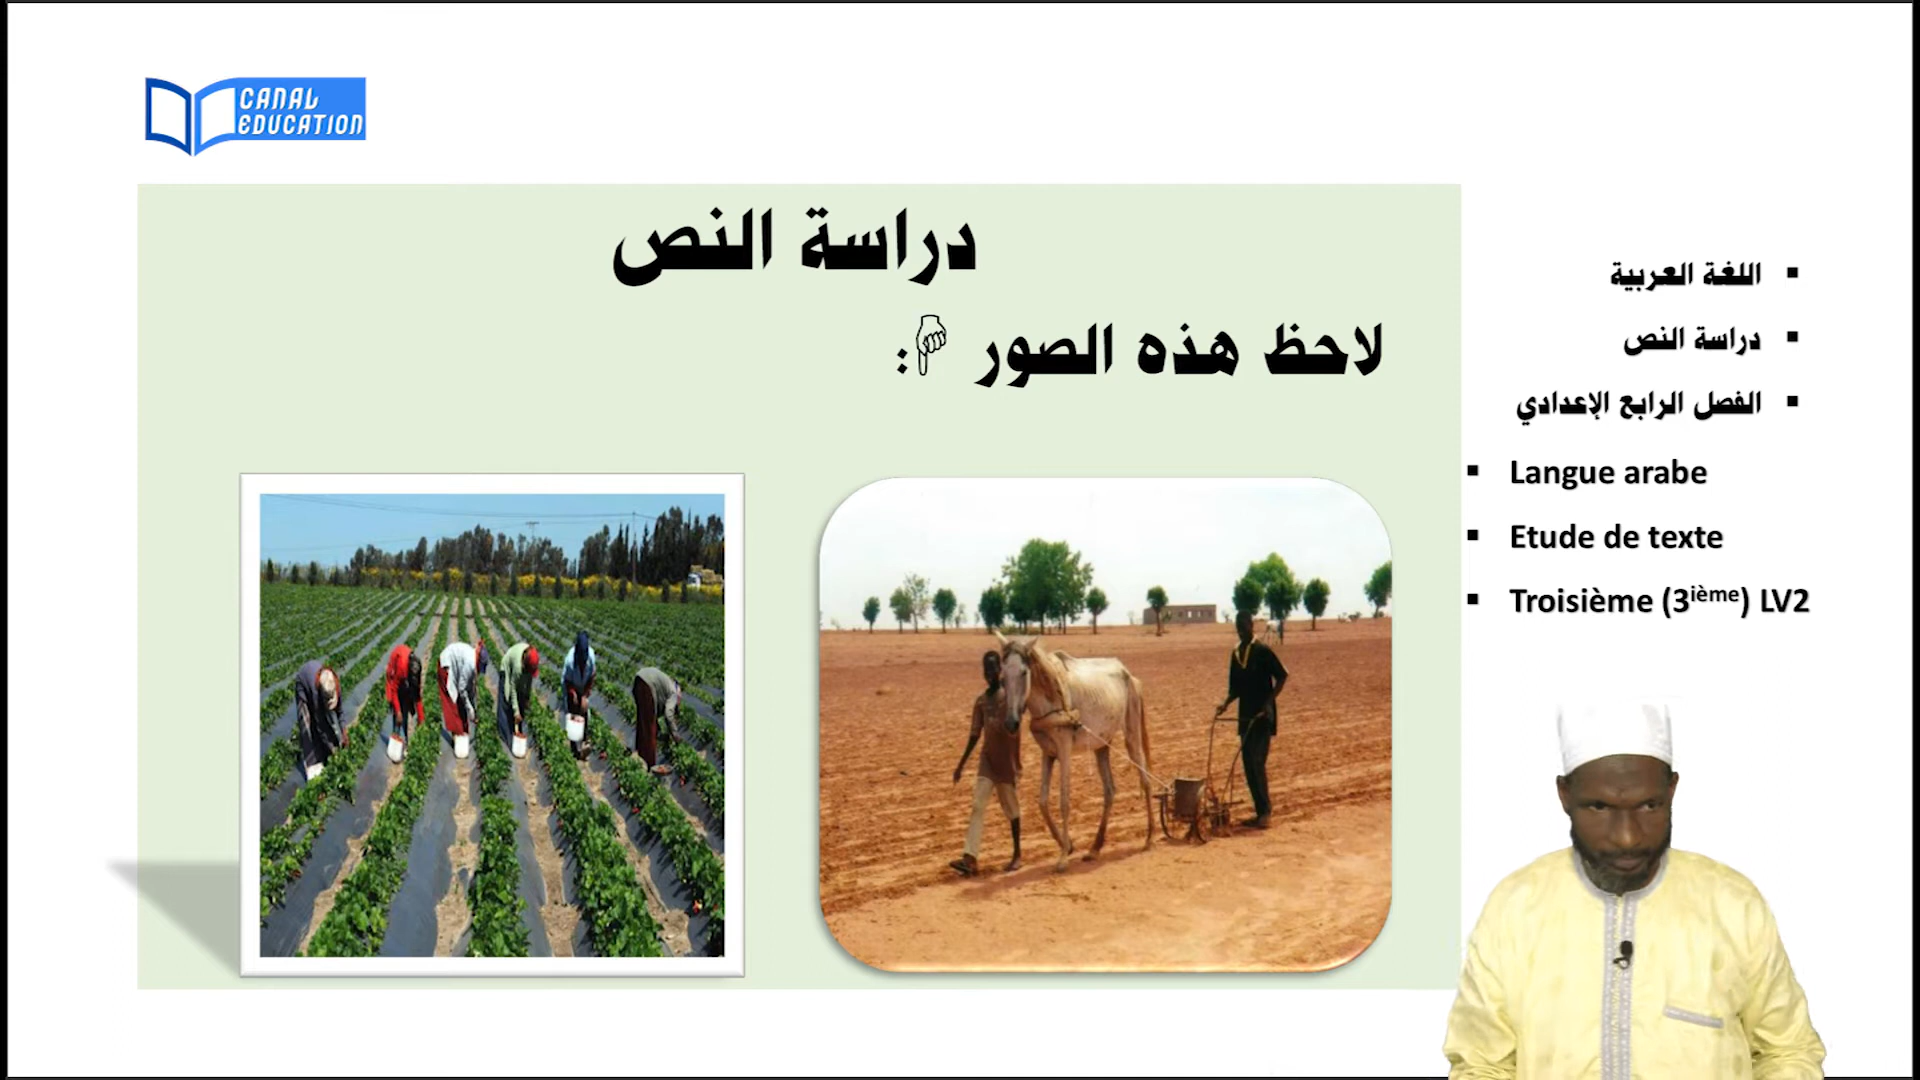 CANAL
EDUCATION
دراسة النص
لاحظ هذه الصور ☟:
▪ اللغة العربية
▪ دراسة النص
▪ الفصل الرابع الإعدادي
▪ Langue arabe
▪ Etude de texte
▪ Troisième (3ième) LV2